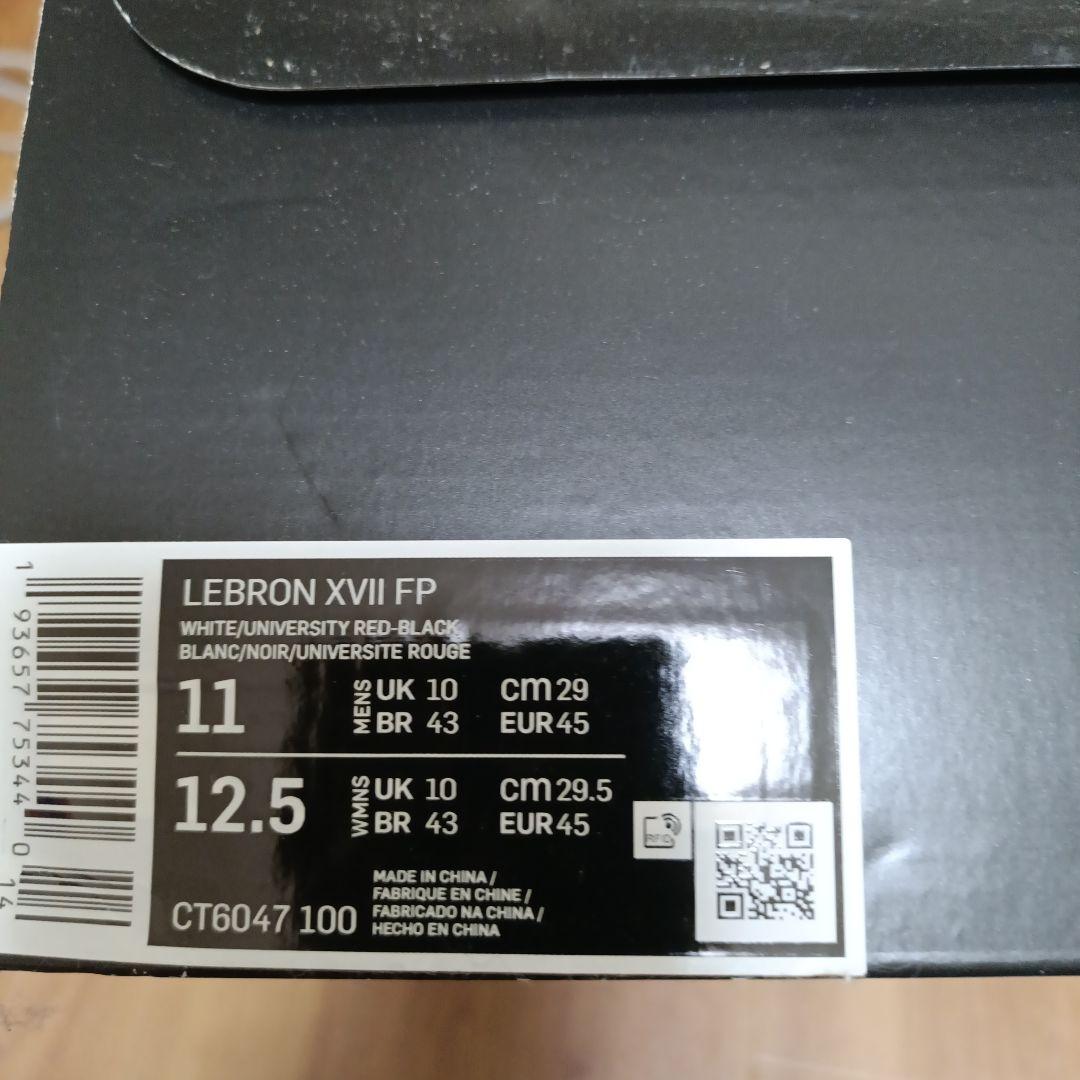 LEBRON XVII FP
WHITE/UNIVERSITY RED-BLACK
BLANC/NOIR/UNIVERSITE ROUGE
11 MENS UK 10 cm 29
BR 43 EUR 45
12.5 WMNS UK 10 cm 29.5
BR 43 EUR 45
RFID
MADE IN CHINA /
FABRIQUE EN CHINE /
FABRICADO NA CHINA /
HECHO EN CHINA
CT6047 100
1 93657 75344 0 14